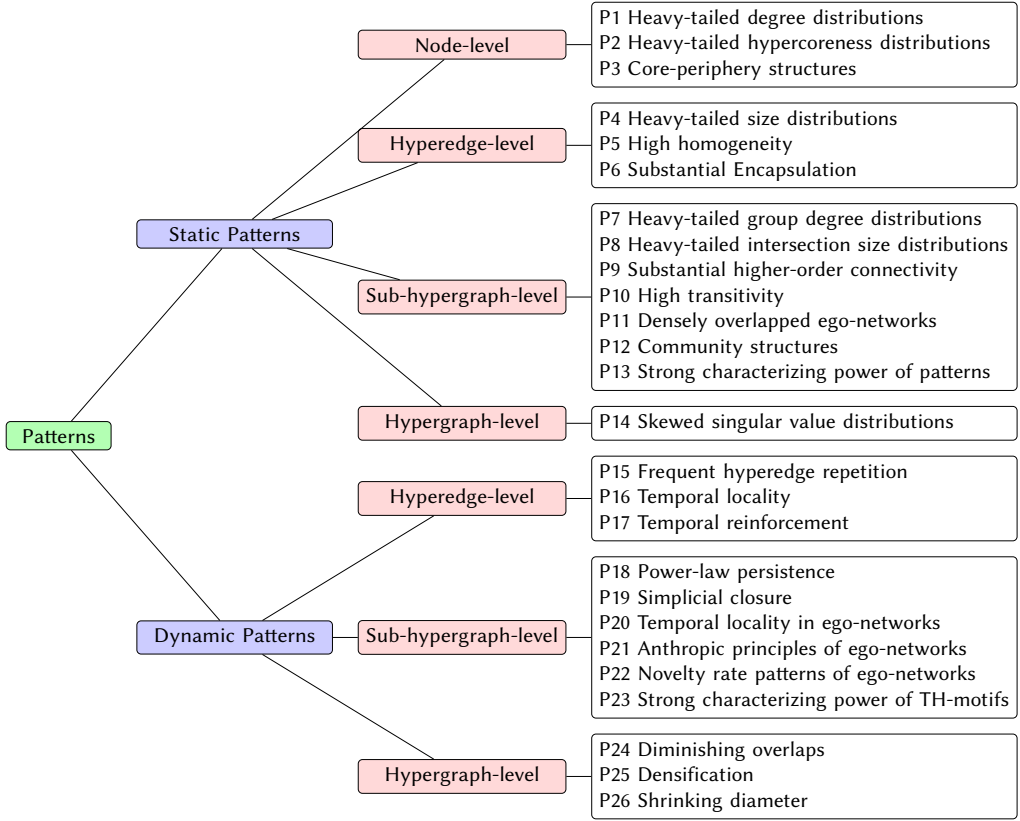 Patterns
Static Patterns
Node-level
P1 Heavy-tailed degree distributions
P2 Heavy-tailed hypercoreness distributions
P3 Core-periphery structures
Hyperedge-level
P4 Heavy-tailed size distributions
P5 High homogeneity
P6 Substantial Encapsulation
Sub-hypergraph-level
P7 Heavy-tailed group degree distributions
P8 Heavy-tailed intersection size distributions
P9 Substantial higher-order connectivity
P10 High transitivity
P11 Densely overlapped ego-networks
P12 Community structures
P13 Strong characterizing power of patterns
Hypergraph-level
P14 Skewed singular value distributions
Dynamic Patterns
Hyperedge-level
P15 Frequent hyperedge repetition
P16 Temporal locality
P17 Temporal reinforcement
Sub-hypergraph-level
P18 Power-law persistence
P19 Simplicial closure
P20 Temporal locality in ego-networks
P21 Anthropic principles of ego-networks
P22 Novelty rate patterns of ego-networks
P23 Strong characterizing power of TH-motifs
Hypergraph-level
P24 Diminishing overlaps
P25 Densification
P26 Shrinking diameter